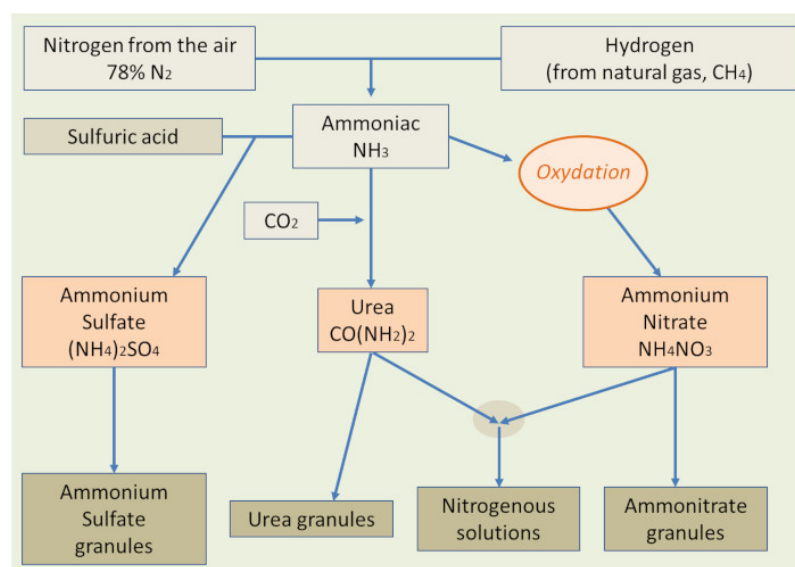 Nitrogen from the air
78% N₂
Hydrogen
(from natural gas, CH₄)
Sulfuric acid
Ammoniac
NH₃
Oxydation
CO₂
Ammonium
Sulfate
(NH₄)₂SO₄
Urea
CO(NH₂)₂
Ammonium
Nitrate
NH₄NO₃
Ammonium
Sulfate
granules
Urea granules
Nitrogenous
solutions
Ammonitrate
granules